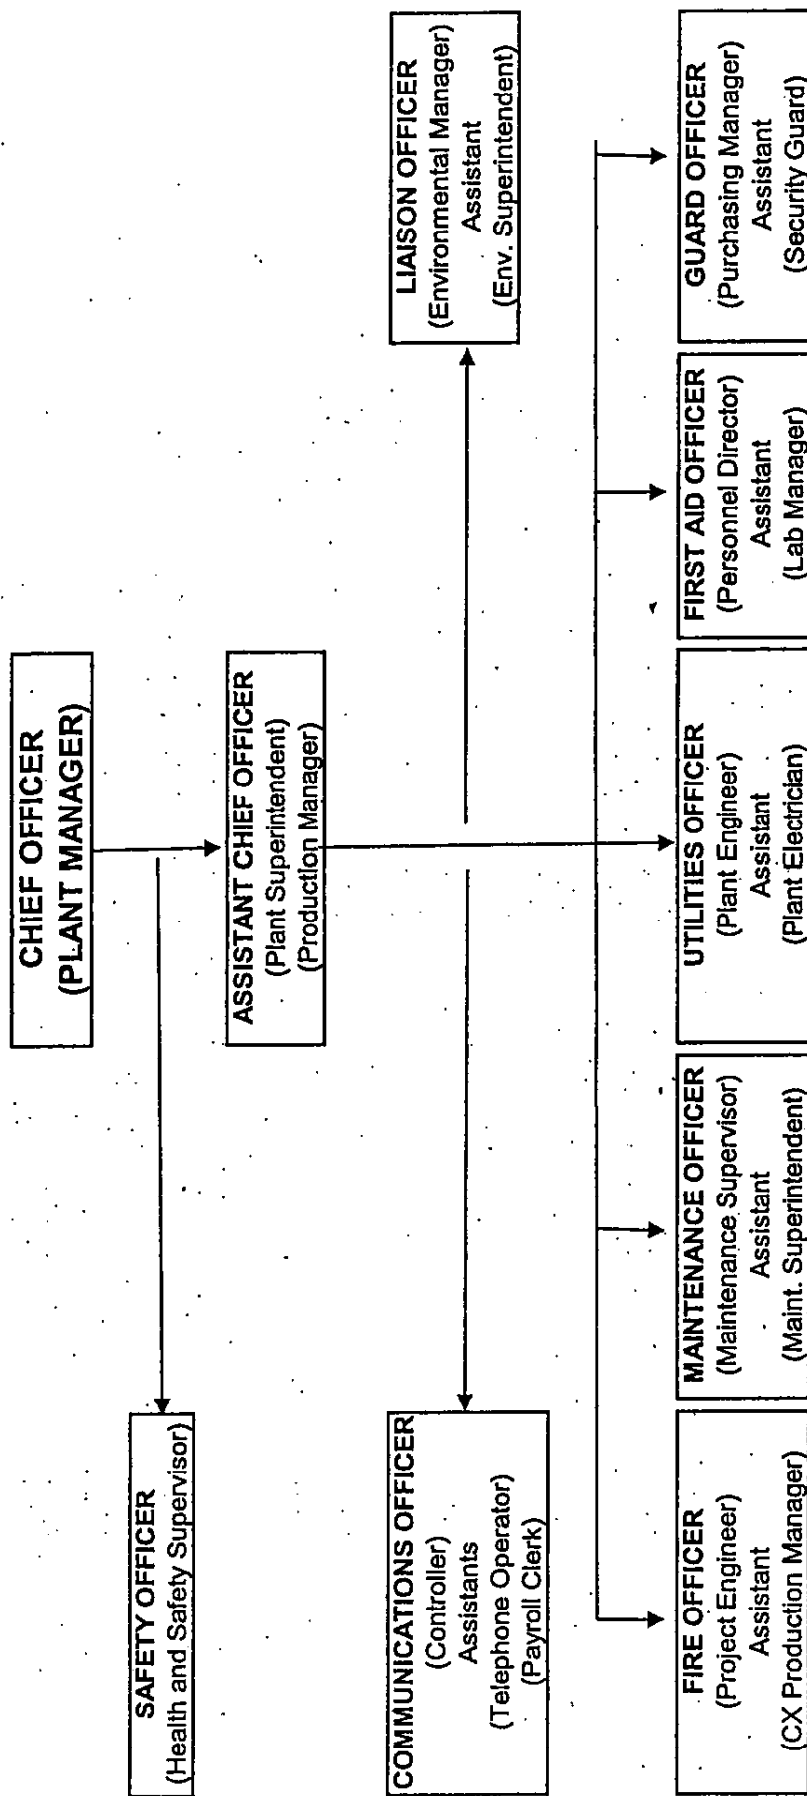 CHIEF OFFICER
(PLANT MANAGER)
SAFETY OFFICER
(Health and Safety Supervisor)
ASSISTANT CHIEF OFFICER
(Plant Superintendent)
(Production Manager)
COMMUNICATIONS OFFICER
(Controller)
Assistants
(Telephone Operator)
(Payroll Clerk)
LIAISON OFFICER
(Environmental Manager)
Assistant
(Env. Superintendent)
FIRE OFFICER
(Project Engineer)
Assistant
(CX Production Manager)
MAINTENANCE OFFICER
(Maintenance Supervisor)
Assistant
(Maint. Superintendent)
UTILITIES OFFICER
(Plant Engineer)
Assistant
(Plant Electrician)
FIRST AID OFFICER
(Personnel Director)
Assistant
(Lab Manager)
GUARD OFFICER
(Purchasing Manager)
Assistant
(Security Guard)